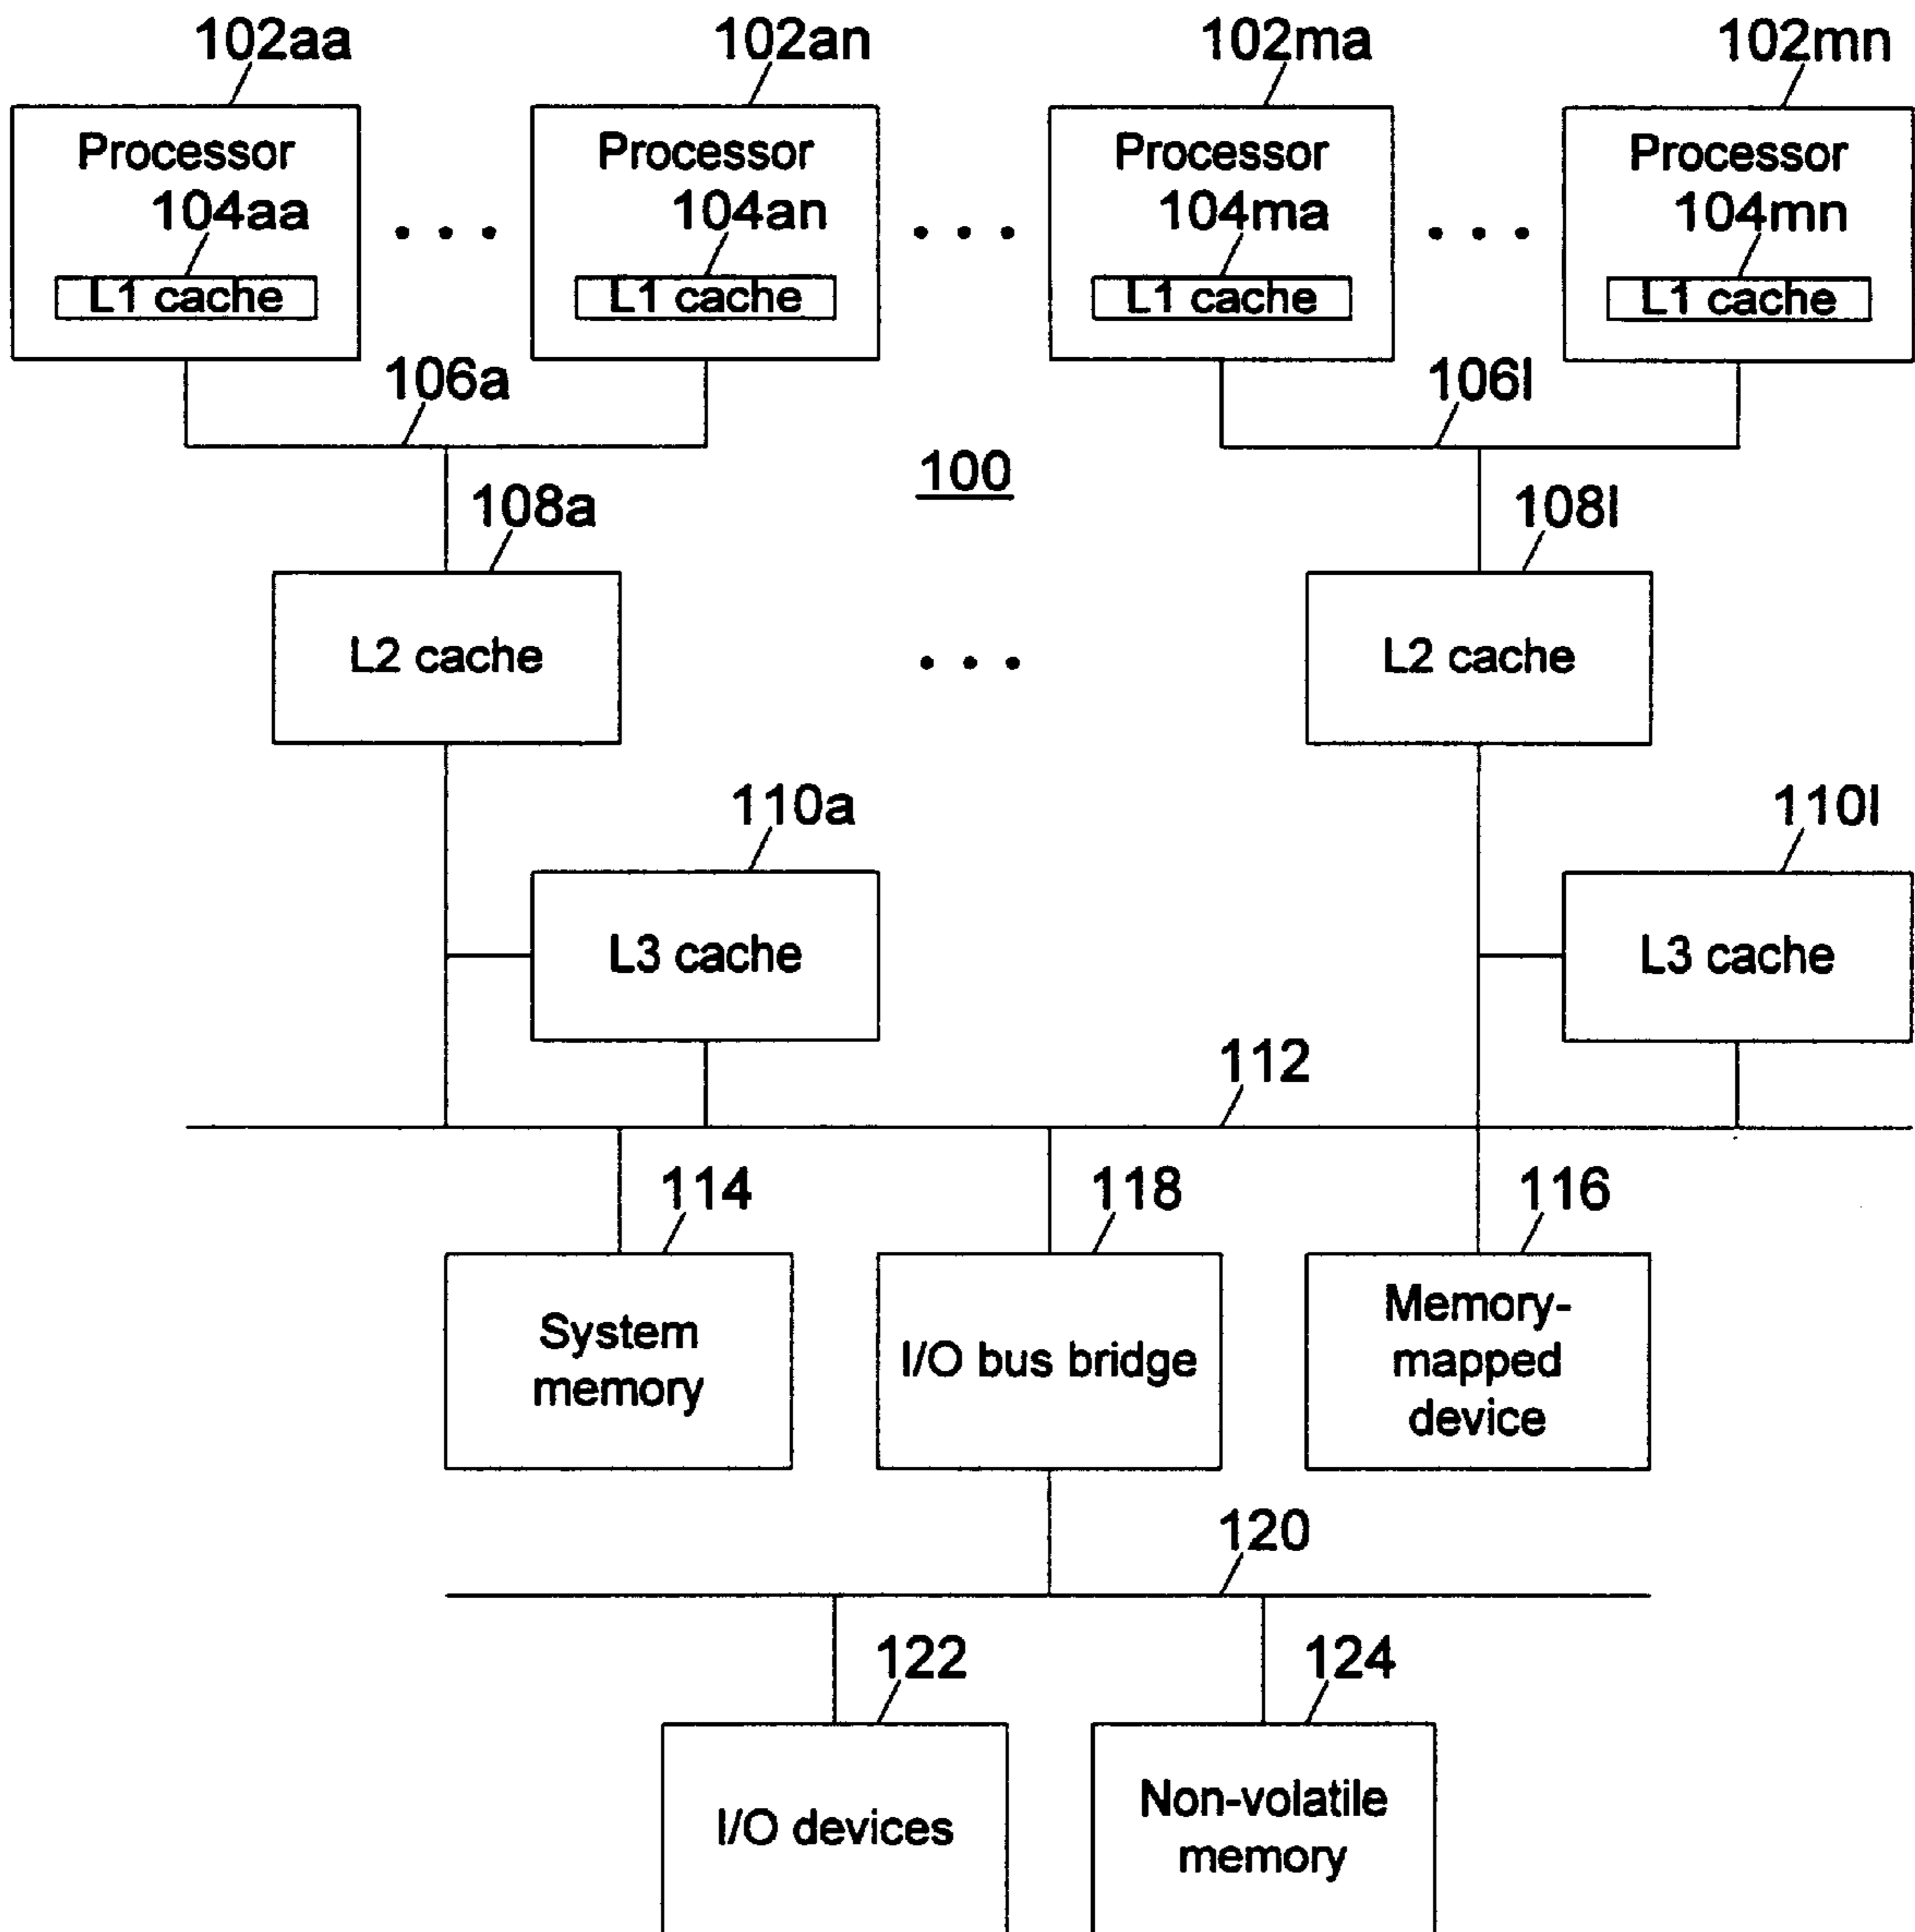 102aa
102an
102ma
102mn
Processor
Processor
Processor
Processor
104aa
104an
104ma
104mn
L1 cache
L1 cache
L1 cache
L1 cache
106a
106l
100
108a
108l
L2 cache
L2 cache
110a
110l
L3 cache
L3 cache
112
114
118
116
System
memory
I/O bus bridge
Memory-
mapped
device
120
122
124
I/O devices
Non-volatile
memory